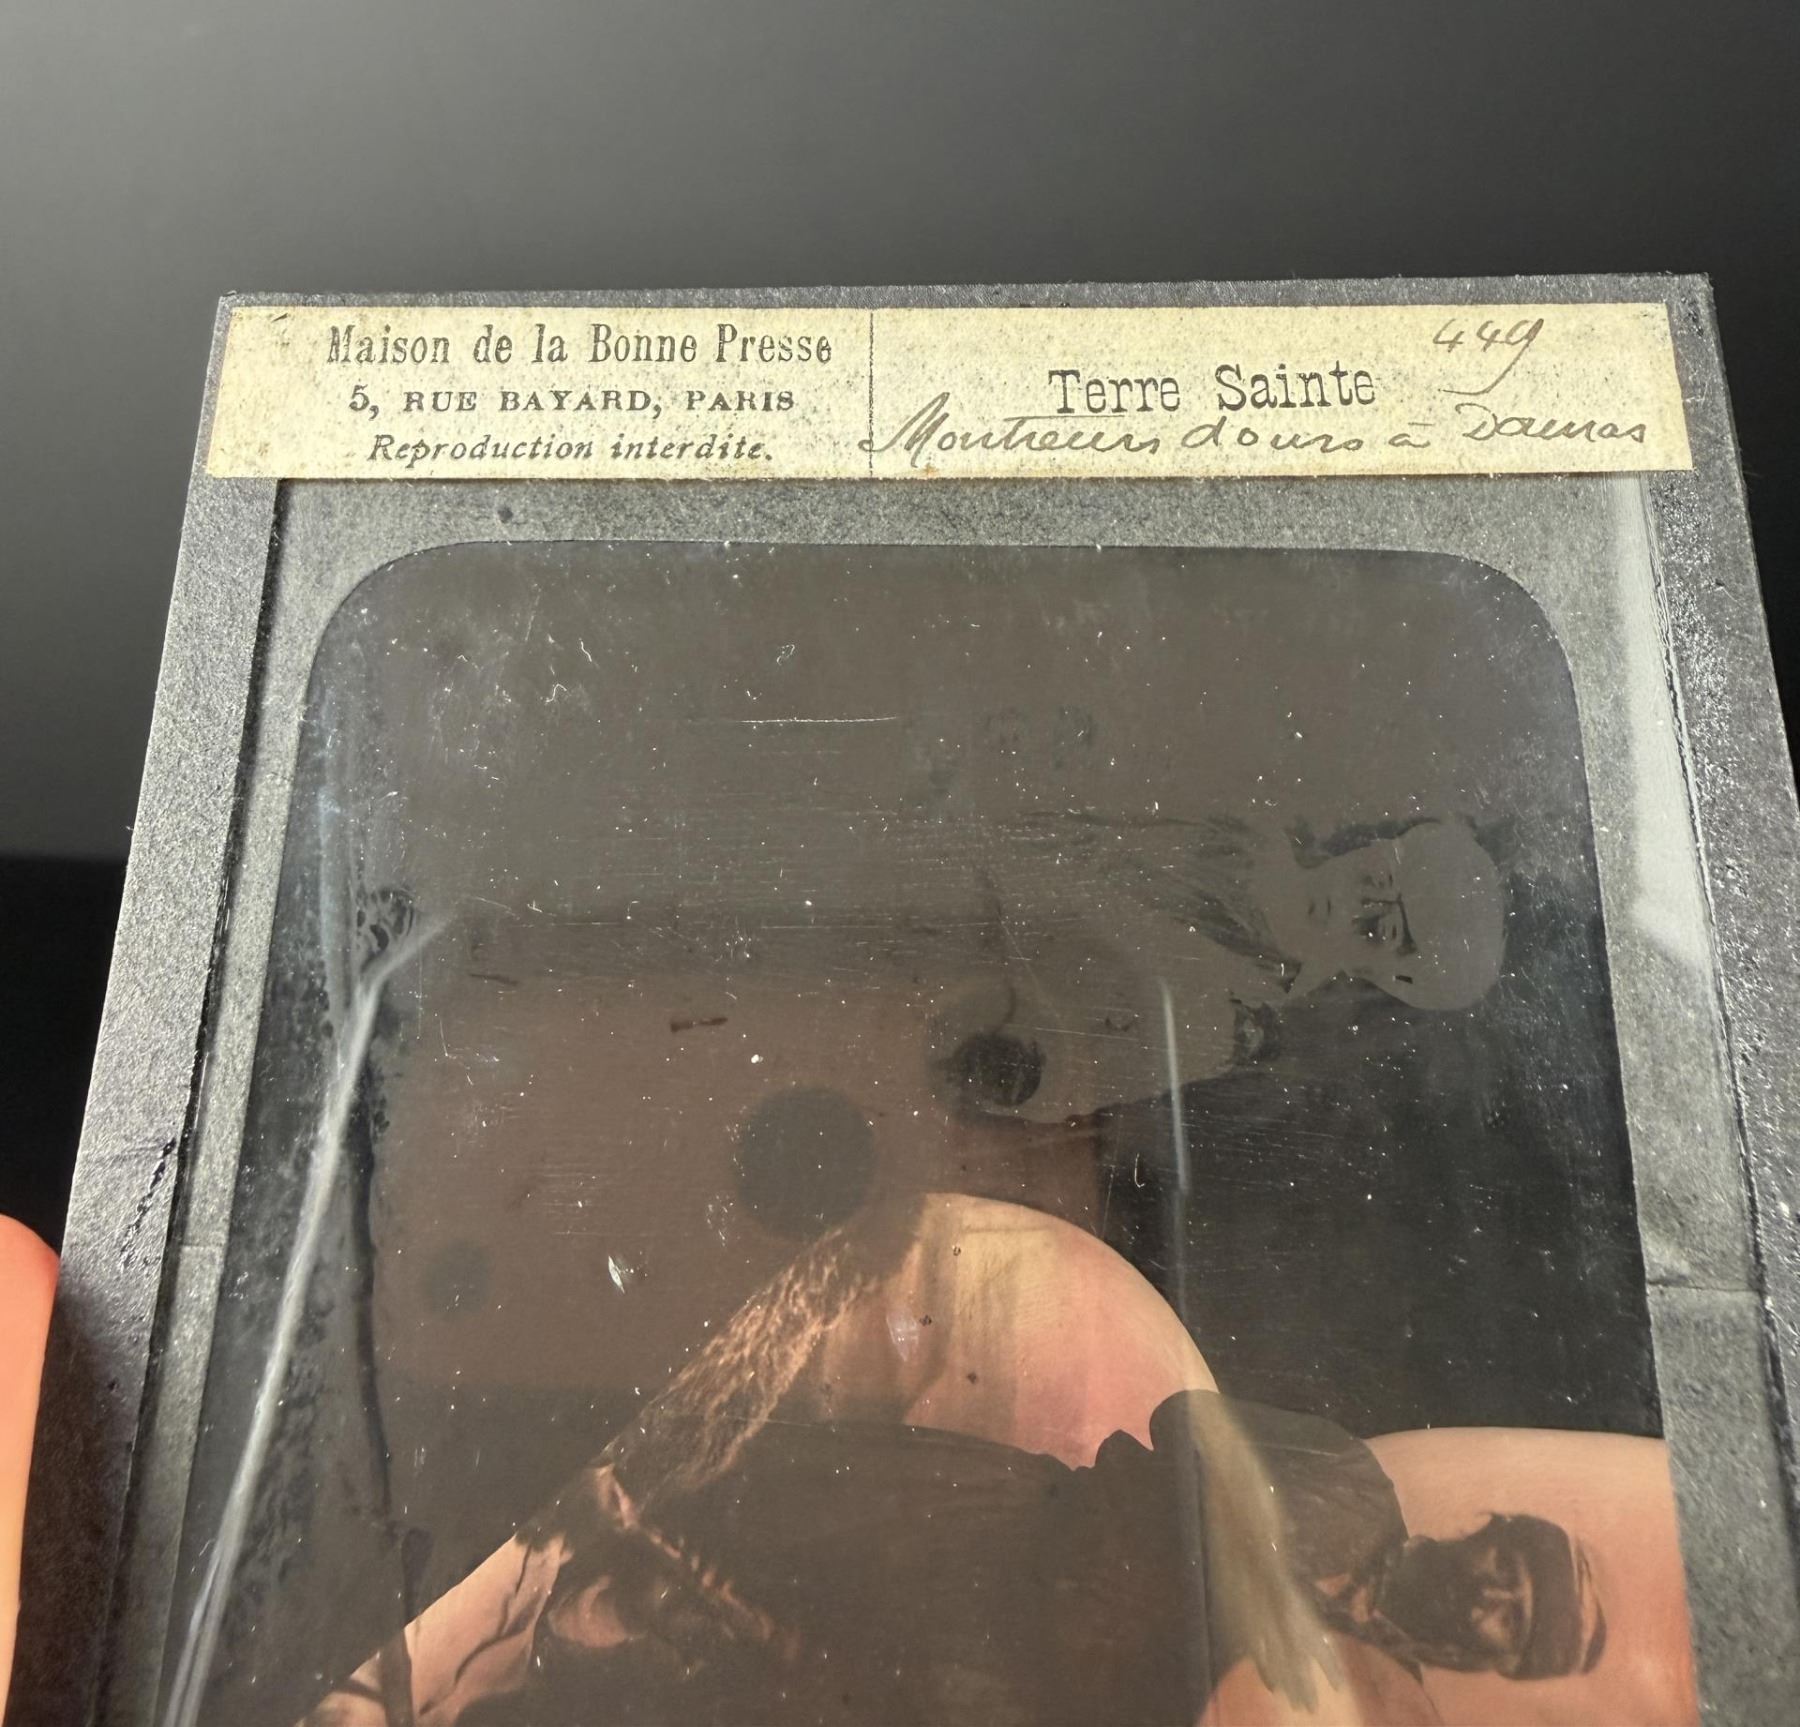 Maison de la Bonne Presse
5, RUE BAYARD, PARIS
Reproduction interdite.
449
Terre Sainte
Montreurs d'ours à Damas